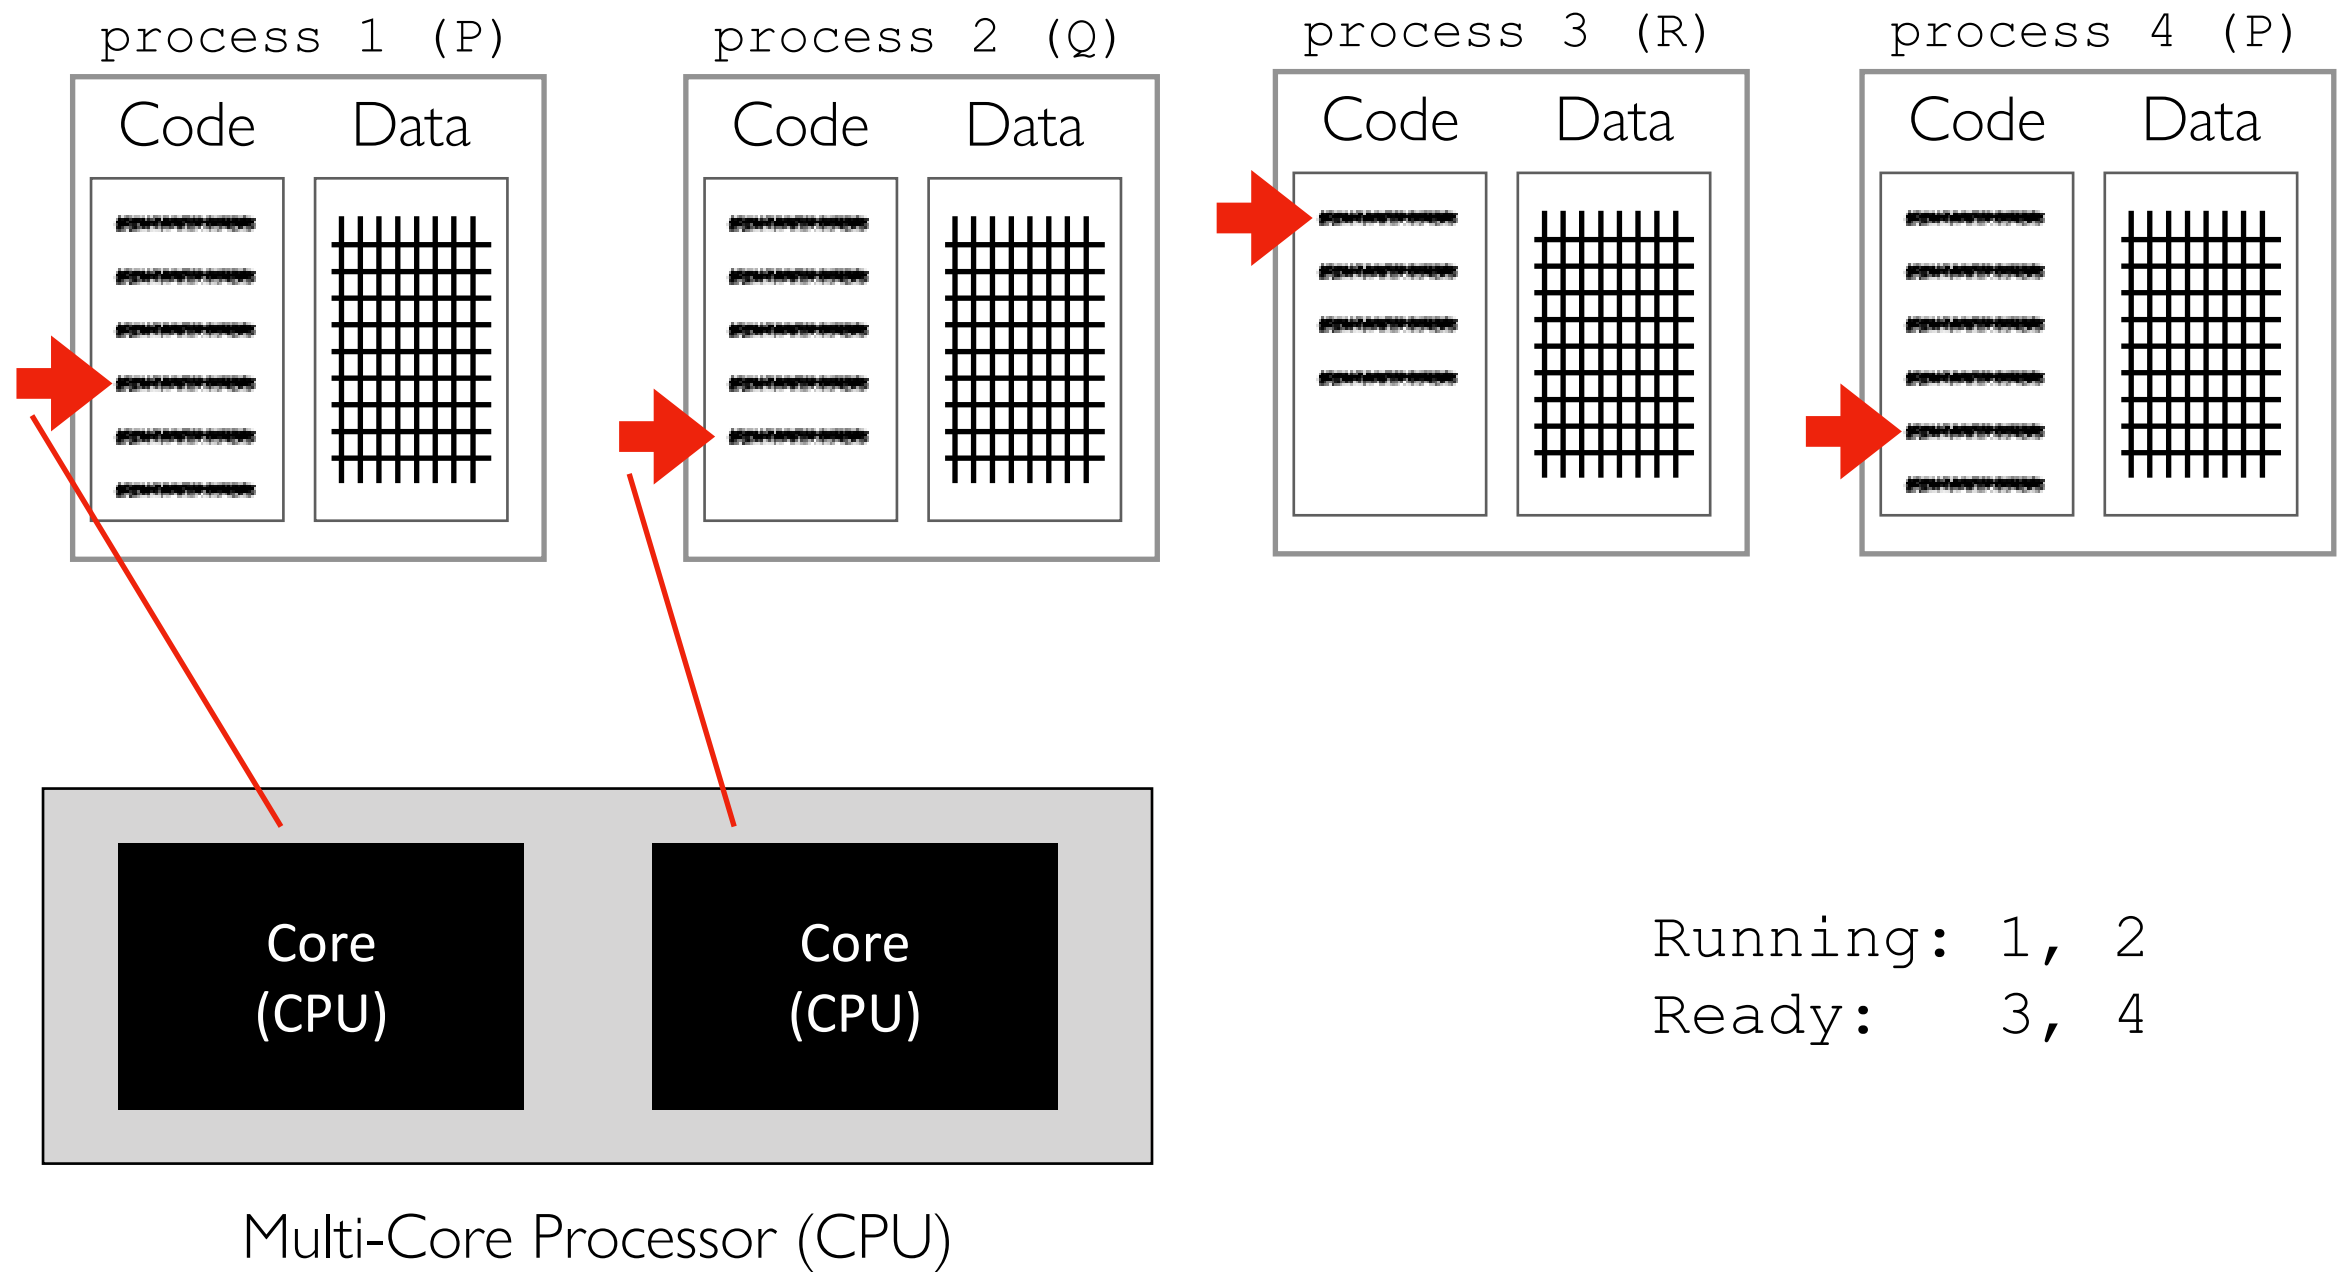 process 1 (P)
process 2 (Q)
process 3 (R)
process 4 (P)
Code Data
Code Data
Code Data
Code Data
Core
(CPU)
Core
(CPU)
Running: 1, 2
Ready: 3, 4
Multi-Core Processor (CPU)